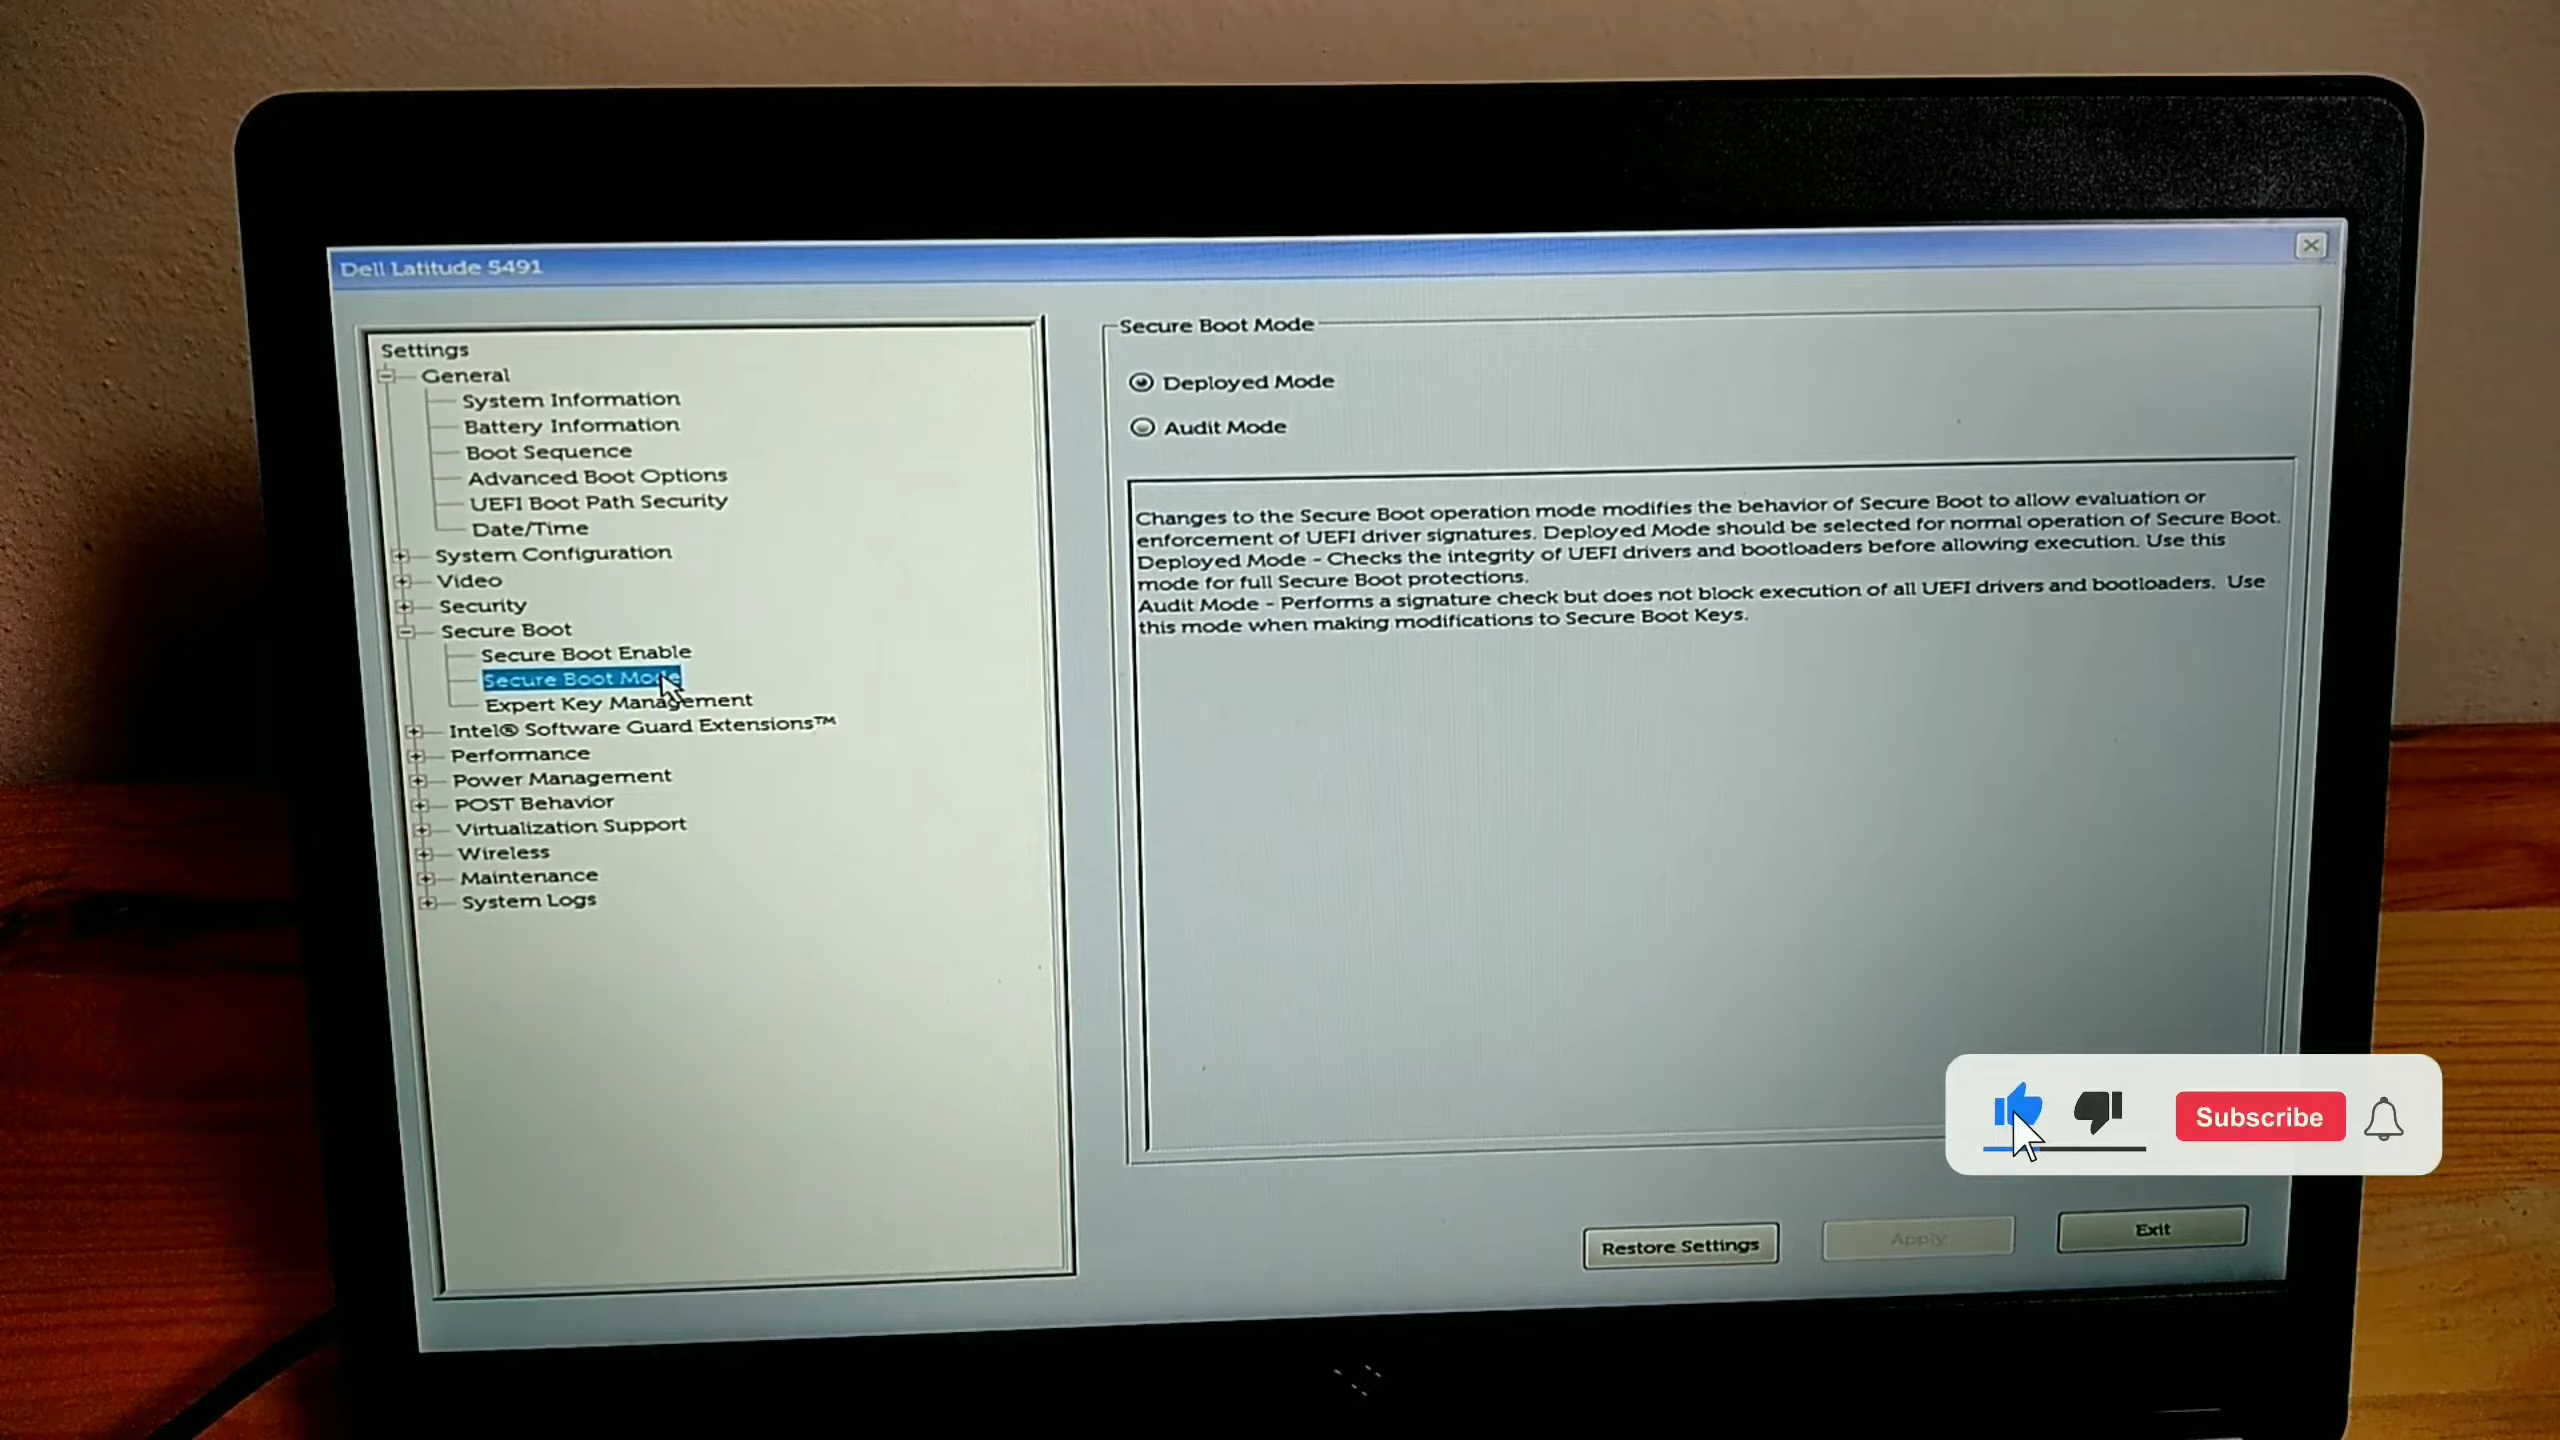 Dell Latitude 5491
Settings
General
System Information
Battery Information
Boot Sequence
Advanced Boot Options
UEFI Boot Path Security
Date/Time
System Configuration
Video
Security
Secure Boot
Secure Boot Enable
Secure Boot Mode
Expert Key Management
Intel® Software Guard Extensions™
Performance
Power Management
POST Behavior
Virtualization Support
Wireless
Maintenance
System Logs
Secure Boot Mode
Deployed Mode
Audit Mode
Changes to the Secure Boot operation mode modifies the behavior of Secure Boot to allow evaluation or
enforcement of UEFI driver signatures. Deployed Mode should be selected for normal operation of Secure Boot.
Deployed Mode - Checks the integrity of UEFI drivers and bootloaders before allowing execution. Use this
mode for full Secure Boot protections.
Audit Mode - Performs a signature check but does not block execution of all UEFI drivers and bootloaders. Use
this mode when making modifications to Secure Boot Keys.
Restore Settings
Apply
Exit
Subscribe